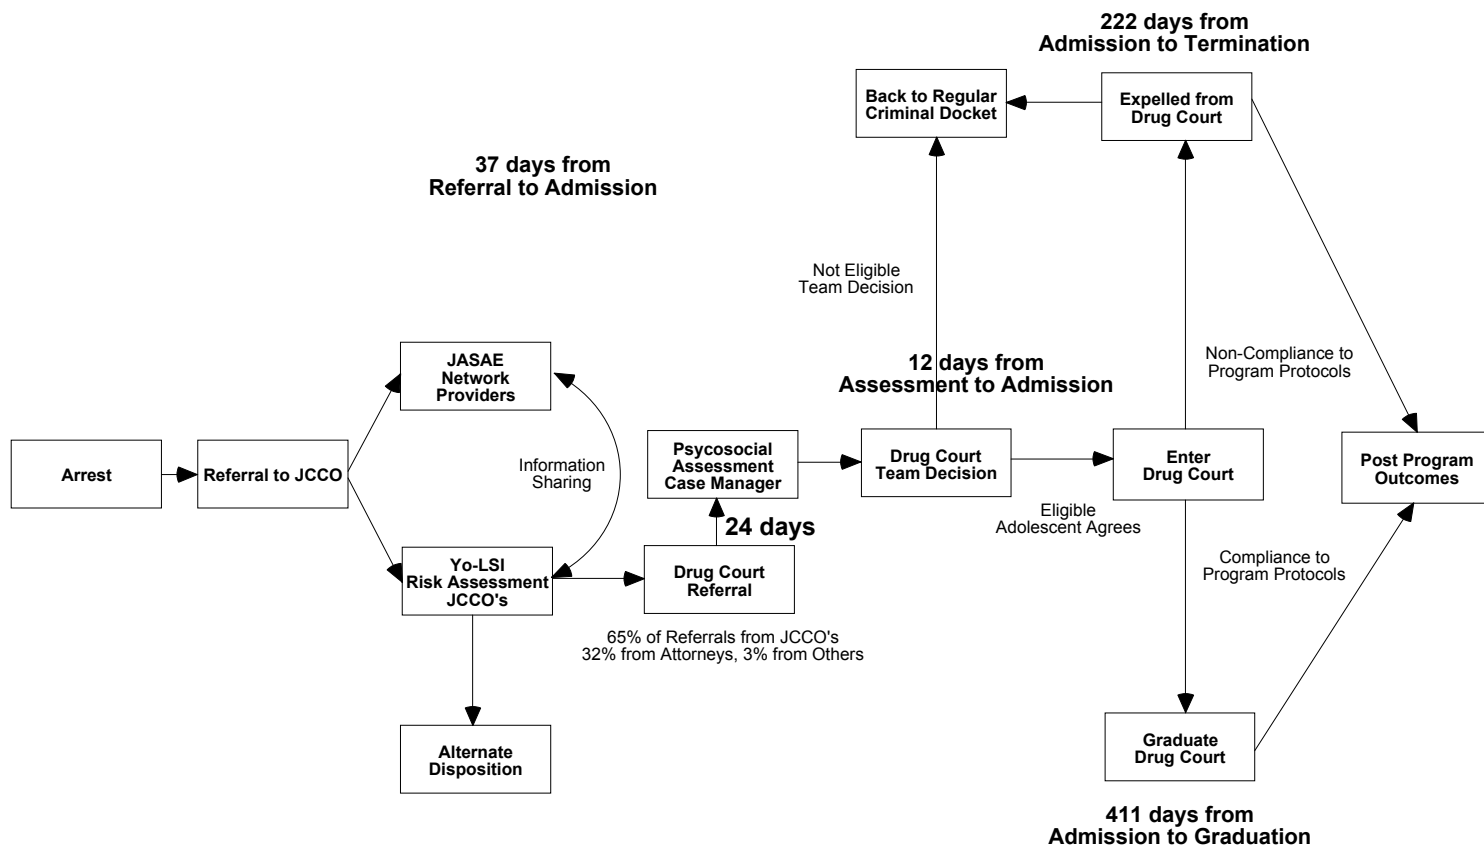 222 days from
Admission to Termination
Back to Regular
Criminal Docket
Expelled from
Drug Court
37 days from
Referral to Admission
Not Eligible
Team Decision
JASAE
Network
Providers
12 days from
Assessment to Admission
Non-Compliance to
Program Protocols
Arrest
Referral to JCCO
Information
Sharing
Psycosocial
Assessment
Case Manager
Drug Court
Team Decision
Enter
Drug Court
Post Program
Outcomes
24 days
Eligible
Adolescent Agrees
Yo-LSI
Risk Assessment
JCCO's
Drug Court
Referral
Compliance to
Program Protocols
65% of Referrals from JCCO's
32% from Attorneys, 3% from Others
Alternate
Disposition
Graduate
Drug Court
411 days from
Admission to Graduation